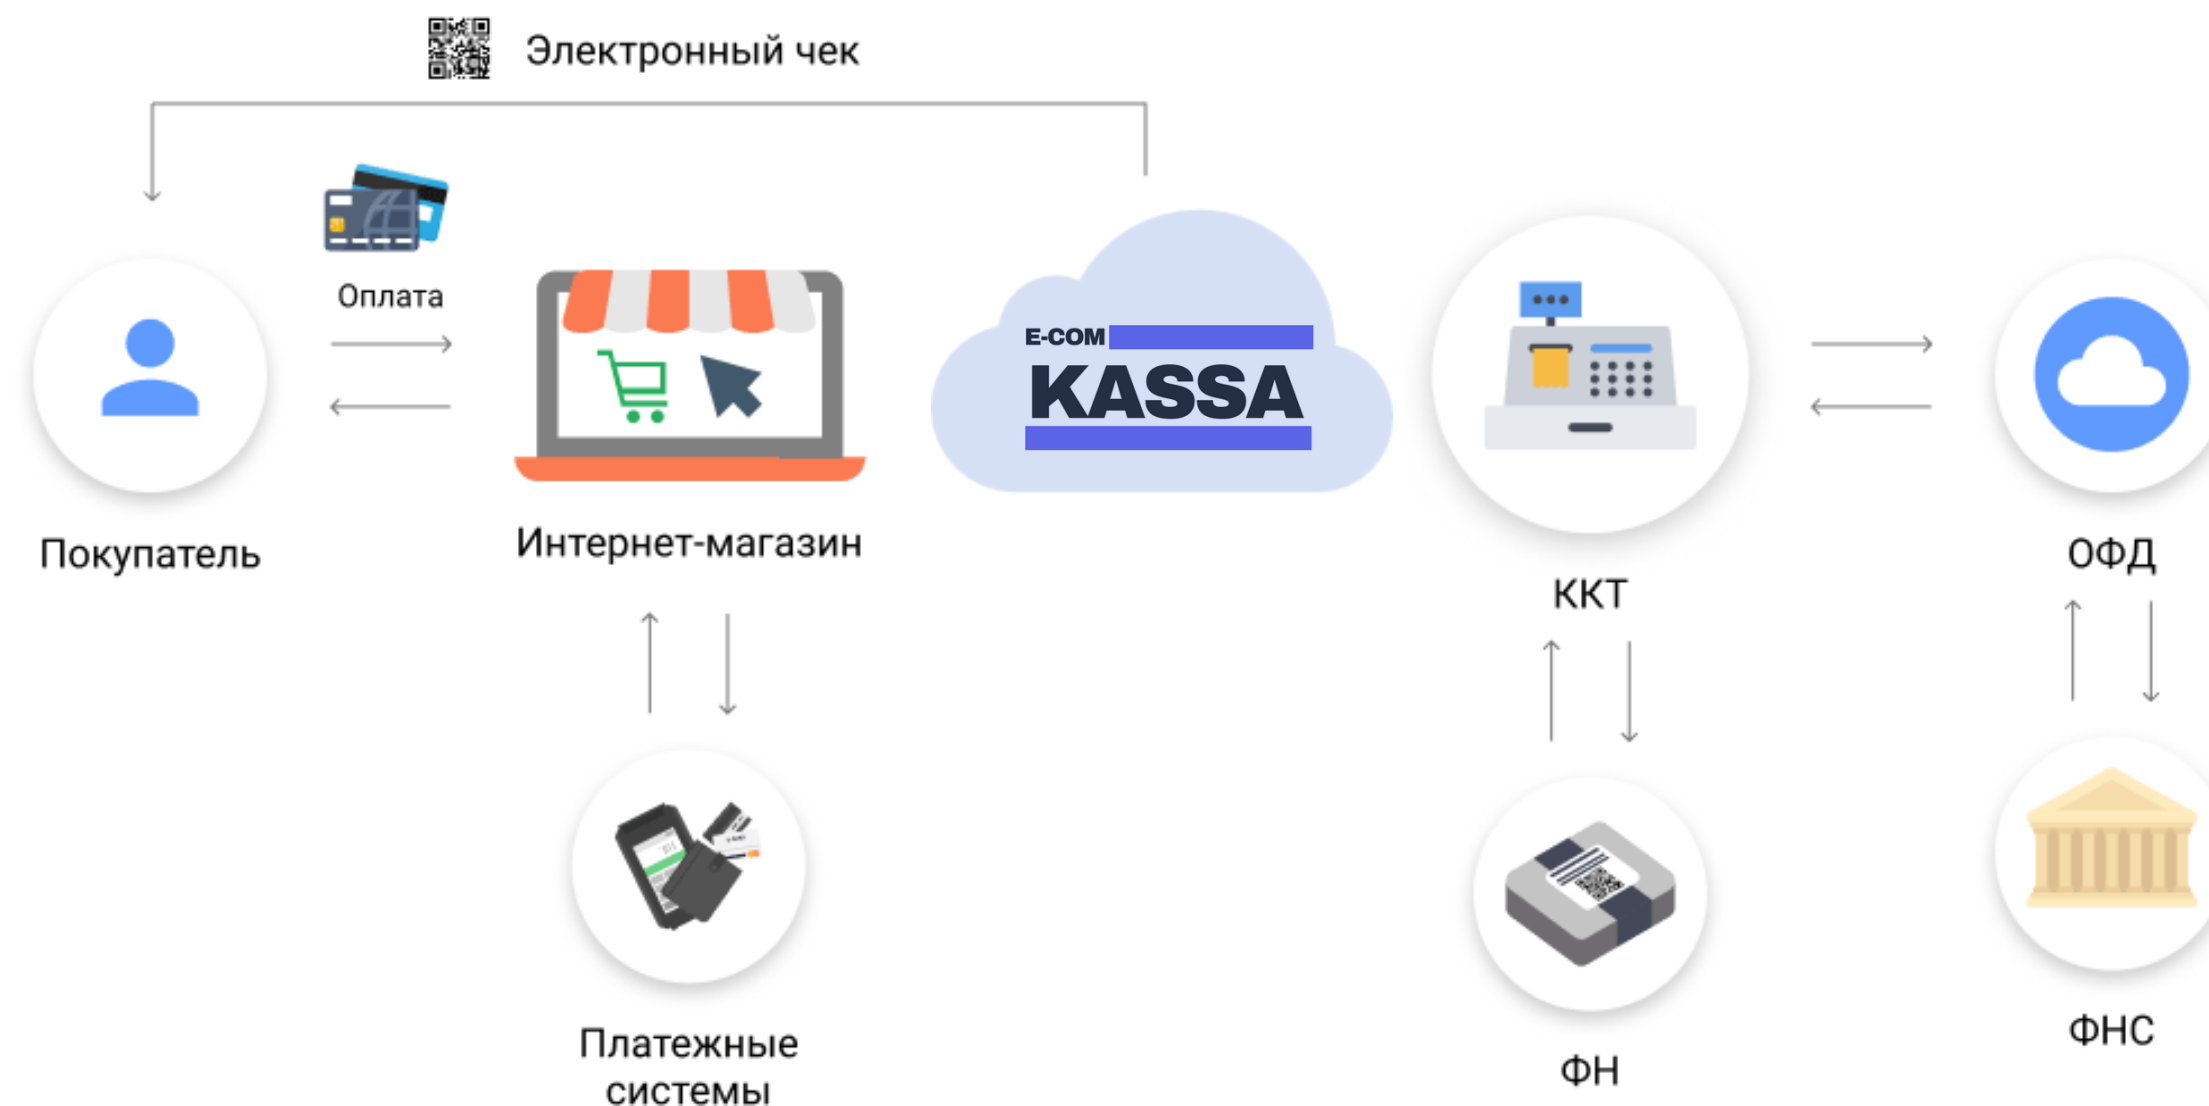 Электронный чек
Оплата
E-COM
KASSA
Покупатель
Интернет-магазин
ККТ
ОФД
Платежные
системы
ФН
ФНС